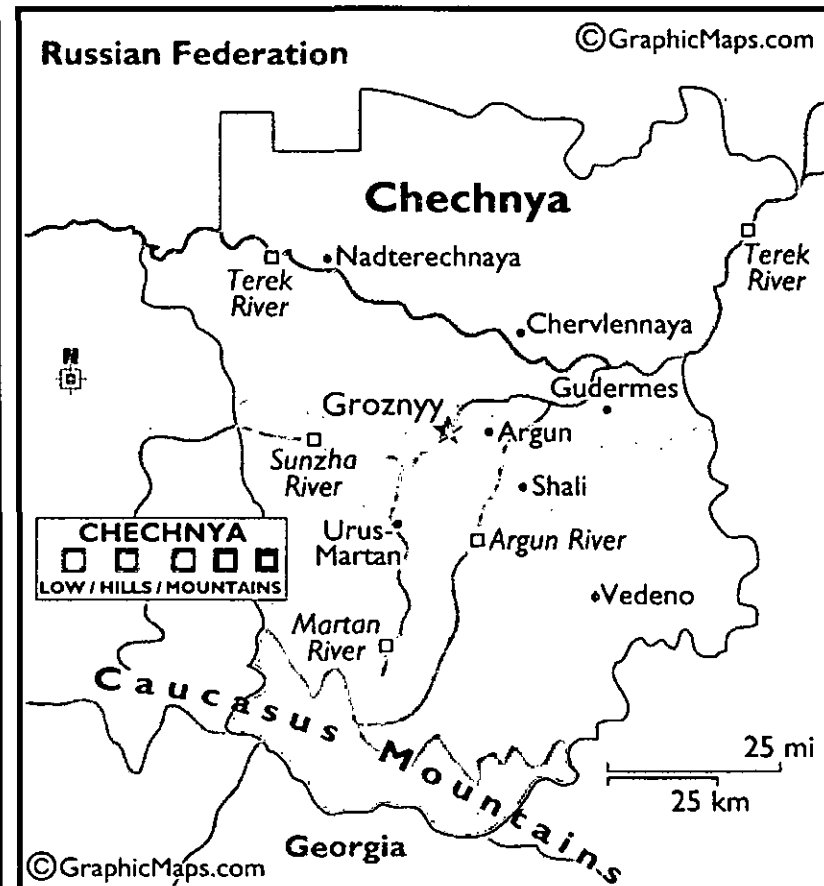 Russian Federation
©GraphicMaps.com
Chechnya
Nadterechnaya
Terek
River
Terek
River
Chervlennaya
N
Gudermes
Groznyy
Argun
Sunzha
River
Shali
CHECHNYA
LOW / HILLS / MOUNTAINS
Urus-
Martan
Argun River
Vedeno
Martan
River
Caucasus Mountains
25 mi
25 km
Georgia
©GraphicMaps.com